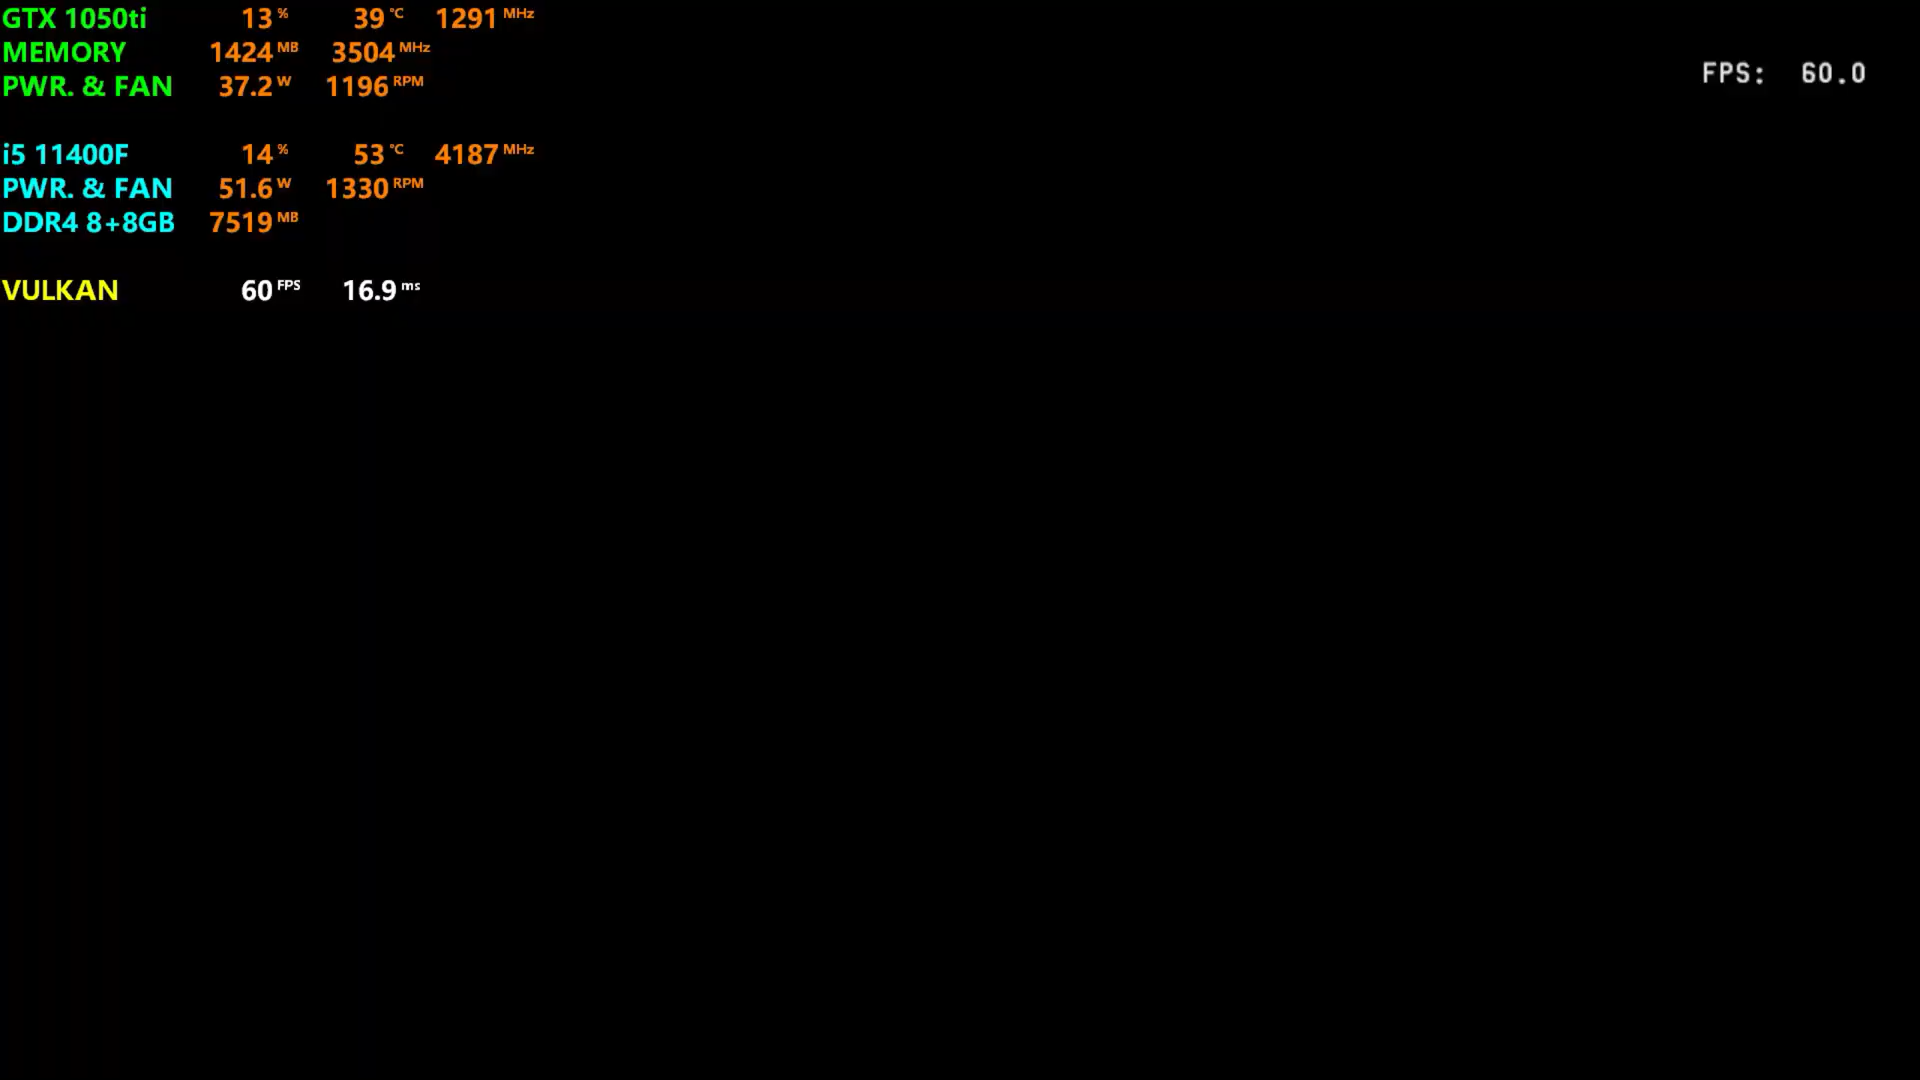 GTX 1050ti 13 % 39 °C 1291 MHz
MEMORY 1424 MB 3504 MHz
FPS: 60.0
PWR. & FAN 37.2 W 1196 RPM
i5 11400F 14 % 53 °C 4187 MHz
PWR. & FAN 51.6 W 1330 RPM
DDR4 8+8GB 7519 MB
VULKAN 60 FPS 16.9 ms